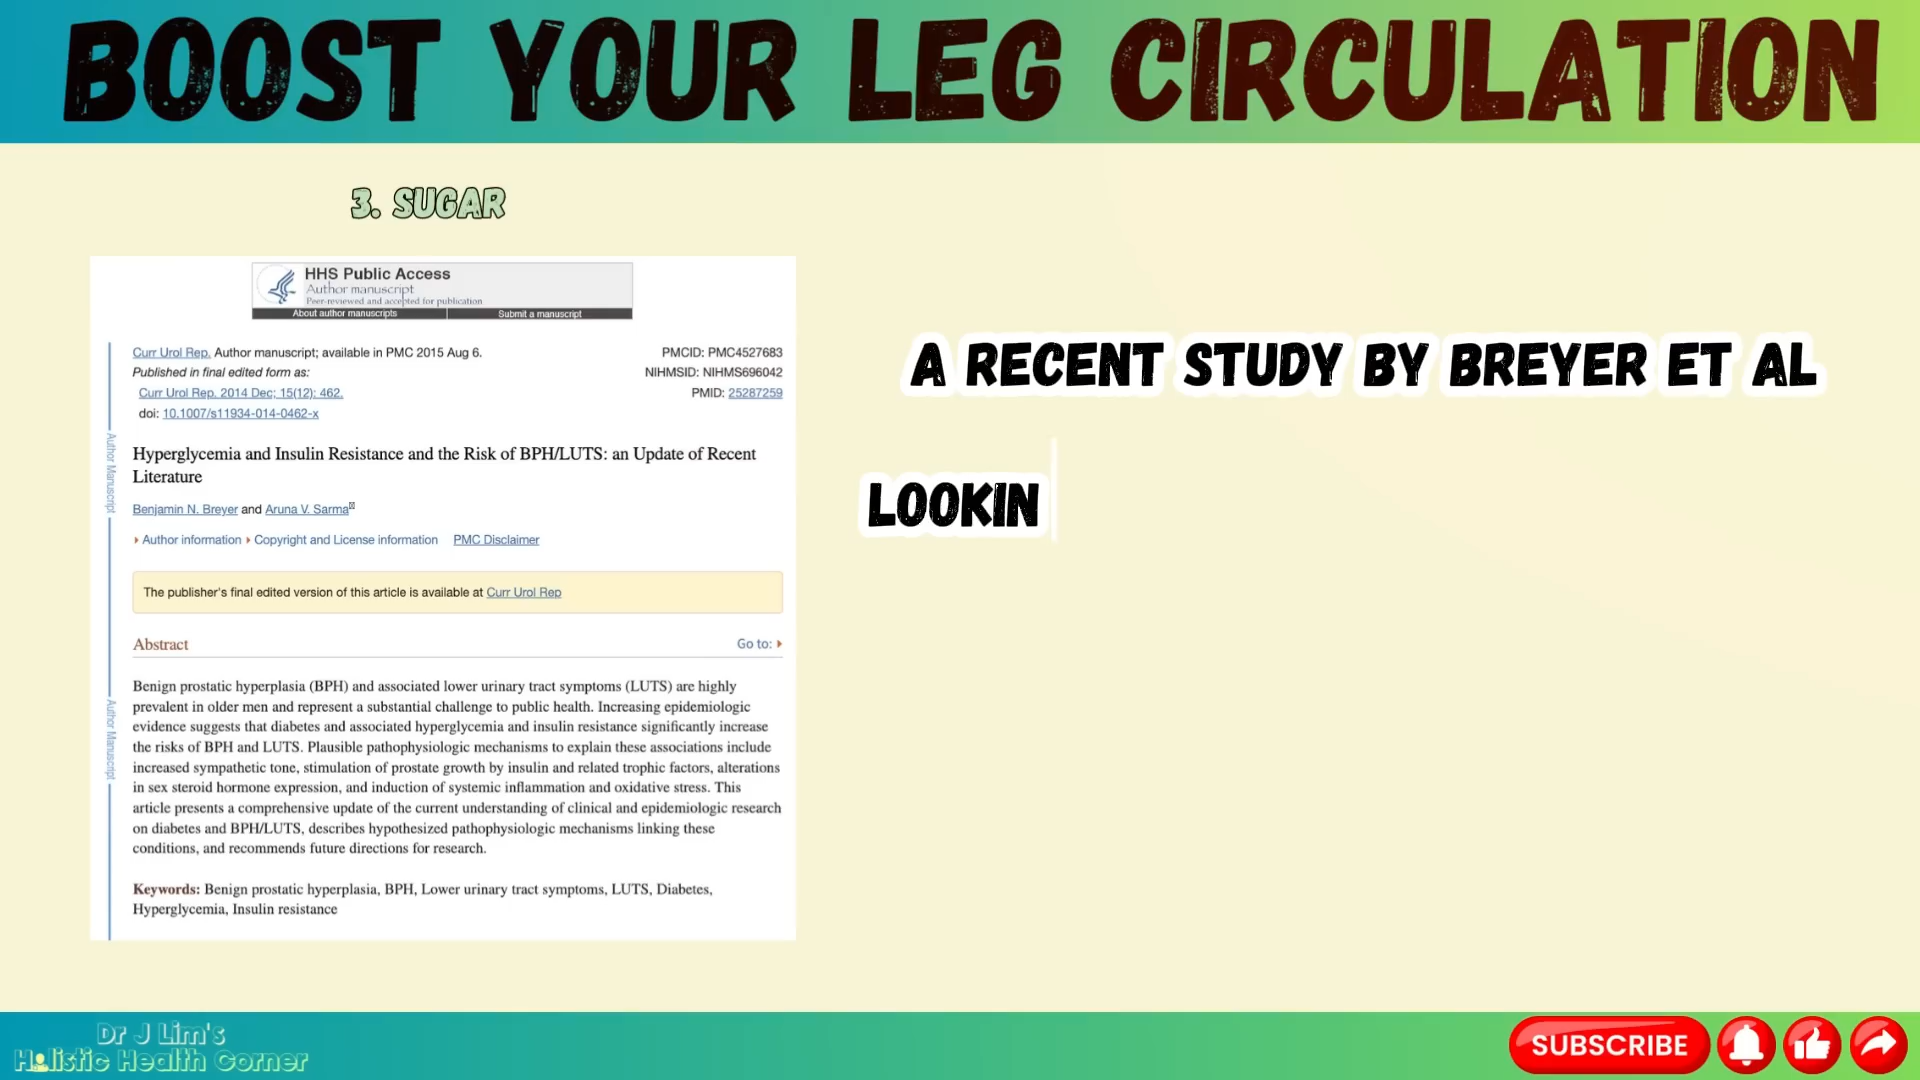 BOOST YOUR LEG CIRCULATION
3. SUGAR
HHS Public Access
Author manuscript
Peer-reviewed and accepted for publication
About author manuscripts Submit a manuscript
Curr Urol Rep. Author manuscript; available in PMC 2015 Aug 6. PMCID: PMC4527683
Published in final edited form as: NIHMSID: NIHMS696042
Curr Urol Rep. 2014 Dec; 15(12): 462. PMID: 25287259
doi: 10.1007/s11934-014-0462-x
Hyperglycemia and Insulin Resistance and the Risk of BPH/LUTS: an Update of Recent
Literature
Benjamin N. Breyer and Aruna V. Sarma
Author information Copyright and License information PMC Disclaimer
The publisher's final edited version of this article is available at Curr Urol Rep
Abstract Go to:
Benign prostatic hyperplasia (BPH) and associated lower urinary tract symptoms (LUTS) are highly
prevalent in older men and represent a substantial challenge to public health. Increasing epidemiologic
evidence suggests that diabetes and associated hyperglycemia and insulin resistance significantly increase
the risks of BPH and LUTS. Plausible pathophysiologic mechanisms to explain these associations include
increased sympathetic tone, stimulation of prostate growth by insulin and related trophic factors, alterations
in sex steroid hormone expression, and induction of systemic inflammation and oxidative stress. This
article presents a comprehensive update of the current understanding of clinical and epidemiologic research
on diabetes and BPH/LUTS, describes hypothesized pathophysiologic mechanisms linking these
conditions, and recommends future directions for research.
Keywords: Benign prostatic hyperplasia, BPH, Lower urinary tract symptoms, LUTS, Diabetes,
Hyperglycemia, Insulin resistance
Author Manuscript
Author Manuscript
A RECENT STUDY BY BREYER ET AL
LOOKIN
Dr J Lim's
Holistic Health Corner
SUBSCRIBE